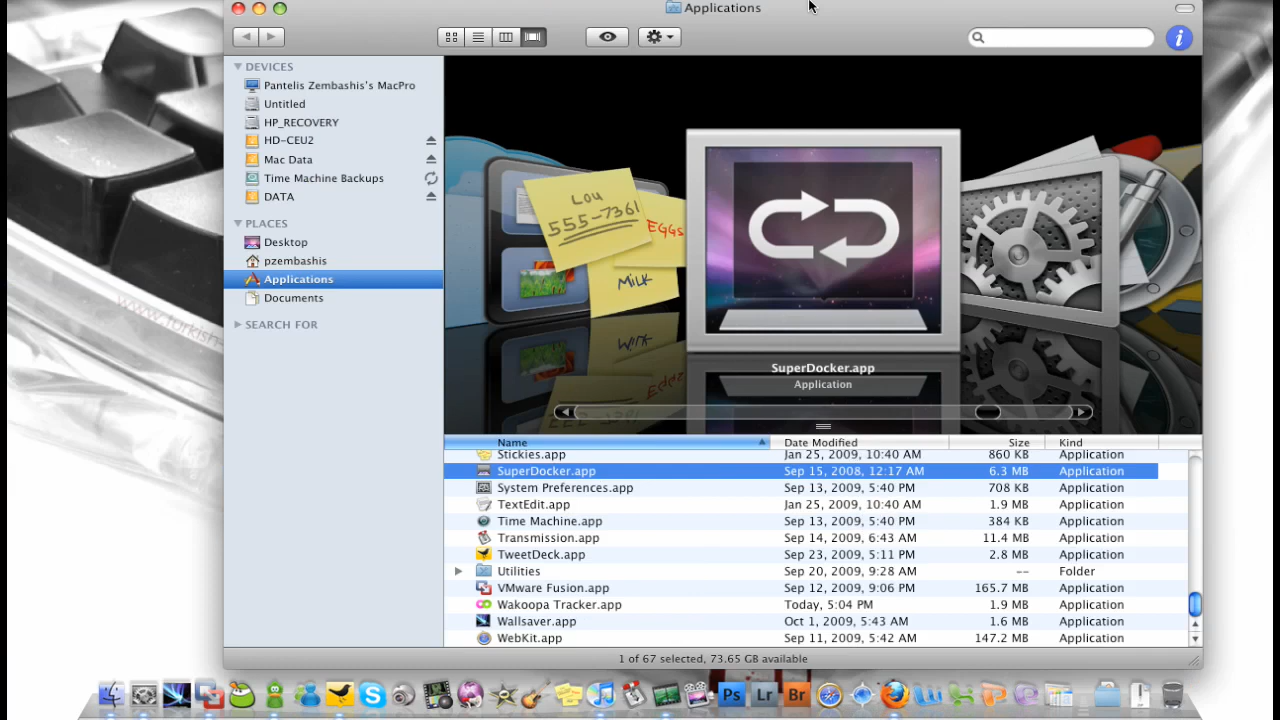 Applications
DEVICES
Pantelis Zembashis's MacPro
Untitled
HP_RECOVERY
HD-CEU2
Mac Data
Time Machine Backups
DATA
PLACES
Desktop
pzembashis
Applications
Documents
SEARCH FOR
Lou
555-7361
EGGs
MiLK
SuperDocker.app
Application
Name Date Modified Size Kind
Stickies.app Jan 25, 2009, 10:40 AM 860 KB Application
SuperDocker.app Sep 15, 2008, 12:17 AM 6.3 MB Application
System Preferences.app Sep 13, 2009, 5:40 PM 708 KB Application
TextEdit.app Jan 25, 2009, 10:40 AM 1.9 MB Application
Time Machine.app Sep 13, 2009, 5:40 PM 384 KB Application
Transmission.app Sep 14, 2009, 6:43 AM 11.4 MB Application
TweetDeck.app Sep 23, 2009, 5:11 PM 2.8 MB Application
Utilities Sep 20, 2009, 9:28 AM -- Folder
VMware Fusion.app Sep 12, 2009, 9:06 PM 165.7 MB Application
Wakoopa Tracker.app Today, 5:04 PM 1.9 MB Application
Wallsaver.app Oct 1, 2009, 5:43 AM 1.6 MB Application
WebKit.app Sep 11, 2009, 5:42 AM 147.2 MB Application
1 of 67 selected, 73.65 GB available
Ps Lr Br